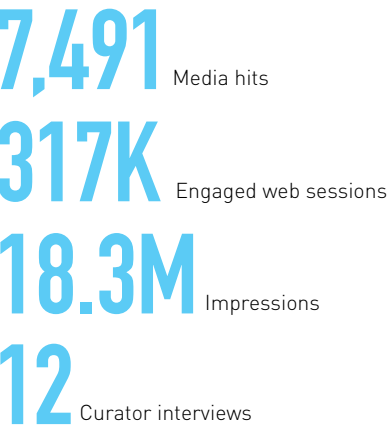 7,491 Media hits
317K Engaged web sessions
18.3M Impressions
12 Curator interviews